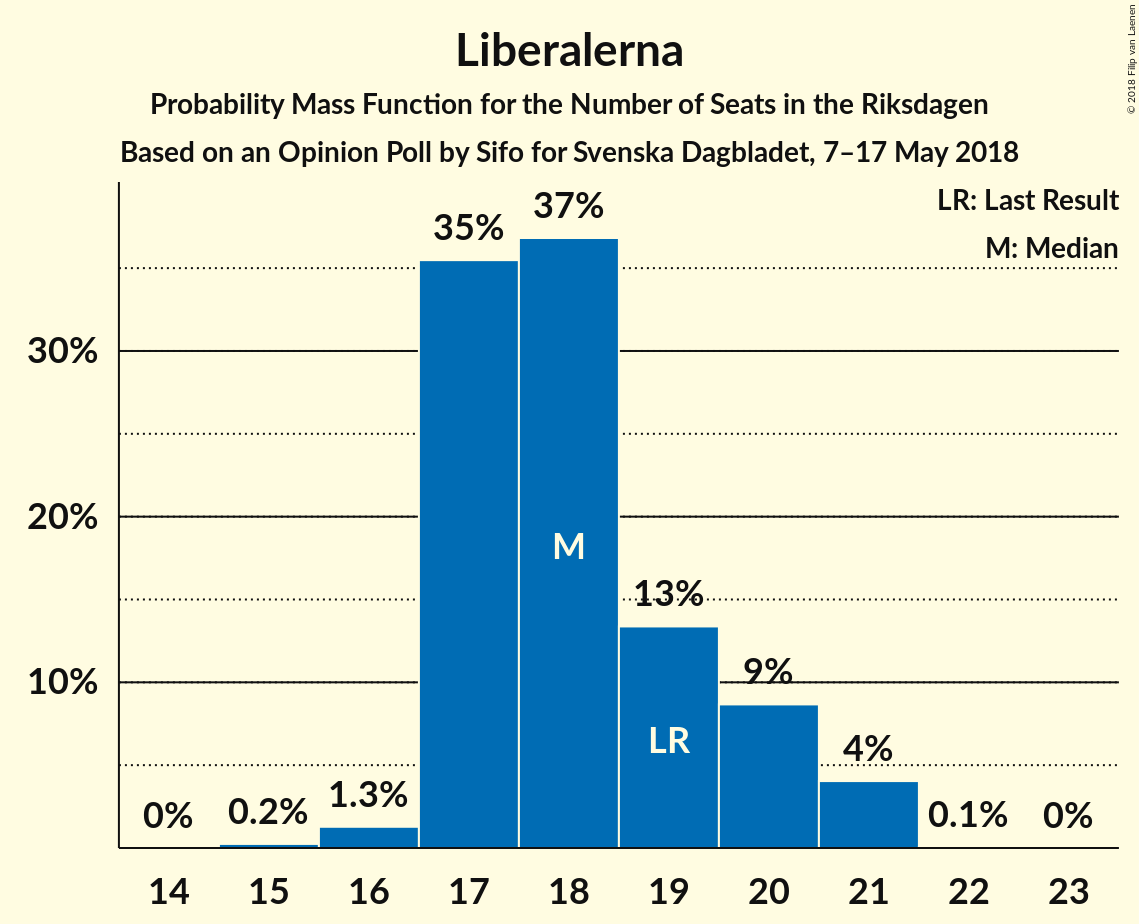 Liberalerna
Probability Mass Function for the Number of Seats in the Riksdagen
Based on an Opinion Poll by Sifo for Svenska Dagbladet, 7–17 May 2018
© 2018 Filip van Laenen
LR: Last Result
M: Median
30%
20%
10%
0%
0.2%
1.3%
35%
37%
13%
9%
4%
0.1%
0%
M
LR
14 15 16 17 18 19 20 21 22 23